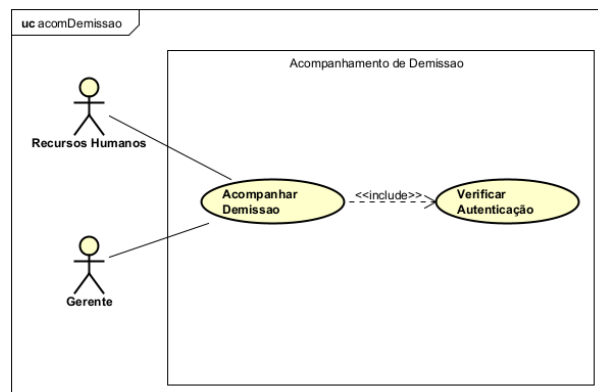 uc acomDemissao
Acompanhamento de Demissao
Recursos Humanos
Acompanhar
Demissao
<<include>>
Verificar
Autenticação
Gerente